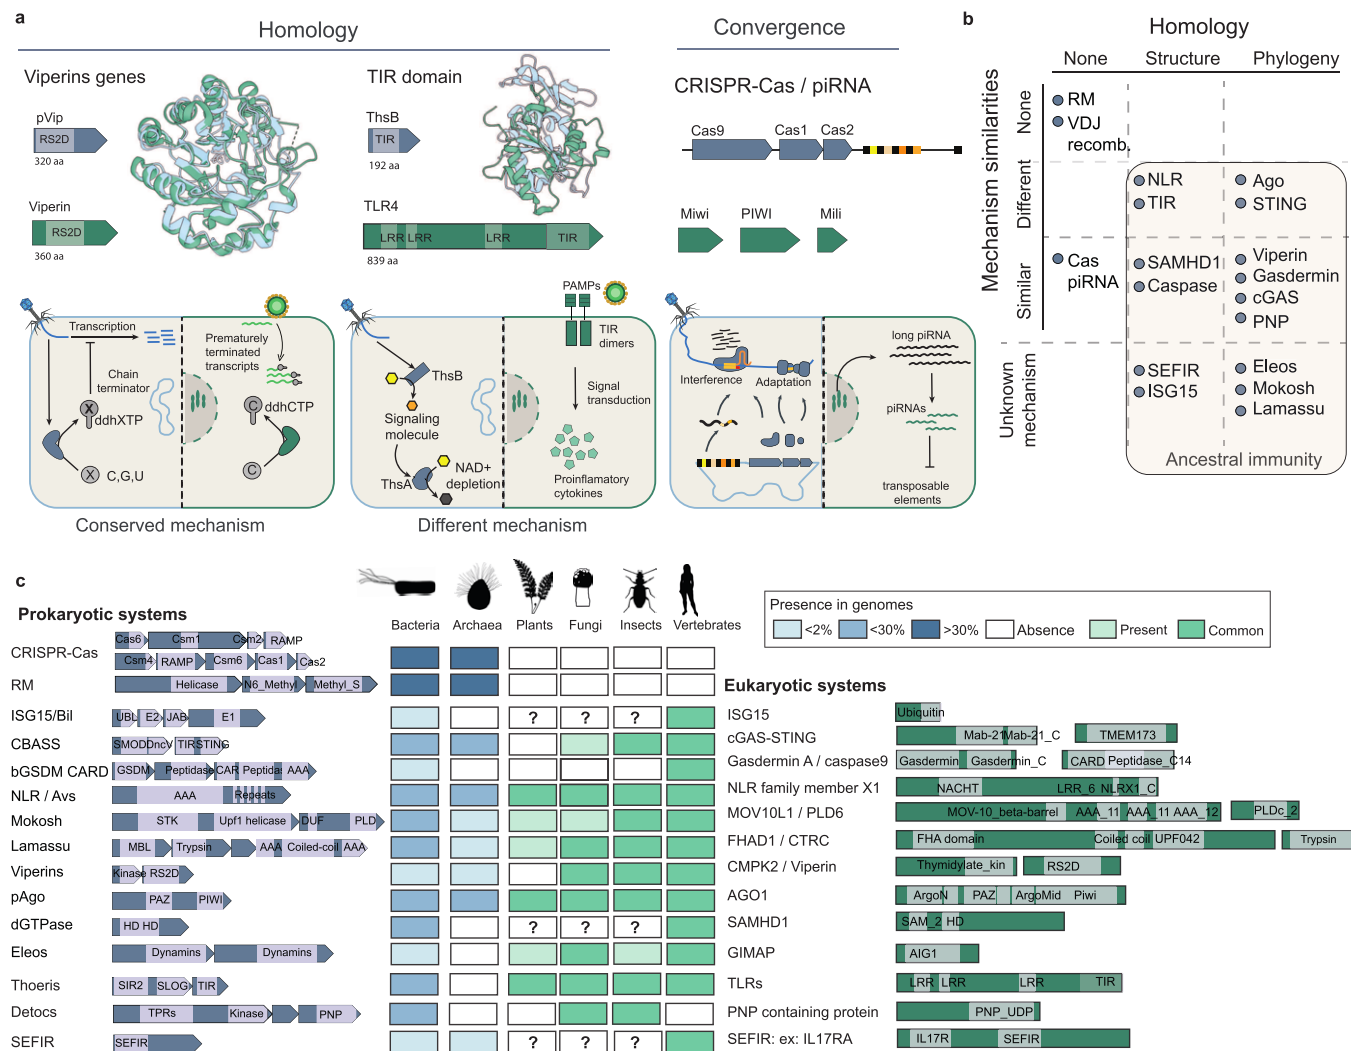 a
Homology
Convergence
Viperins genes
pVip
RS2D
320 aa
Viperin
RS2D
360 aa
TIR domain
ThsB
TIR
192 aa
TLR4
LRR LRR LRR TIR
839 aa
CRISPR-Cas / piRNA
Cas9 Cas1 Cas2
Miwi PIWI Mili
Transcription
Chain
terminator
X
ddhXTP
X
C,G,U
Prematurely
terminated
transcripts
C
ddhCTP
C
Conserved mechanism
ThsB
Signaling
molecule
ThsA
NAD+
depletion
PAMPs
TIR
dimers
Signal
transduction
Proinflamatory
cytokines
Different mechanism
Interference
Adaptation
long piRNA
piRNAs
transposable
elements
b
Homology
None Structure Phylogeny
Mechanism similarities
None
Different
Similar
Unknown
mechanism
RM
VDJ
recomb.
NLR
TIR
Ago
STING
Cas
piRNA
SAMHD1
Caspase
Viperin
Gasdermin
cGAS
PNP
SEFIR
ISG15
Eleos
Mokosh
Lamassu
Ancestral immunity
c
Prokaryotic systems
Bacteria Archaea Plants Fungi Insects Vertebrates
Presence in genomes
<2% <30% >30% Absence Present Common
CRISPR-Cas
Cas6 Csm1 Csm2 RAMP
Csm4 RAMP Csm6 Cas1 Cas2
RM
Helicase N6_Methyl Methyl_S
ISG15/Bil
UBL E2 JAB E1
? ? ?
CBASS
SMODDncV TIRSTING
bGSDM CARD
GSDM Peptidase CAR Peptidas AAA
NLR / Avs
AAA Repeats
Mokosh
STK Upf1 helicase DUF PLD
Lamassu
MBL Trypsin AAA Coiled-coil AAA
Viperins
Kinase RS2D
pAgo
PAZ PIWI
dGTPase
HD HD
? ? ?
Eleos
Dynamins Dynamins
Thoeris
SIR2 SLOG TIR
Detocs
TPRs Kinase PNP
SEFIR
SEFIR
? ? ?
Eukaryotic systems
ISG15
Ubiquitin
cGAS-STING
Mab-21 Mab-21_C TMEM173
Gasdermin A / caspase9
Gasdermin Gasdermin_C CARD Peptidase_C14
NLR family member X1
NACHT LRR_6 NLRX1_C
MOV10L1 / PLD6
MOV-10_beta-barrel AAA_11 AAA_11 AAA_12 PLDc_2
FHAD1 / CTRC
FHA domain Coiled coil UPF042 Trypsin
CMPK2 / Viperin
Thymidylate_kin RS2D
AGO1
ArgoN PAZ ArgoMid Piwi
SAMHD1
SAM_2 HD
GIMAP
AIG1
TLRs
LRR LRR LRR TIR
PNP containing protein
PNP_UDP
SEFIR: ex: IL17RA
IL17R SEFIR